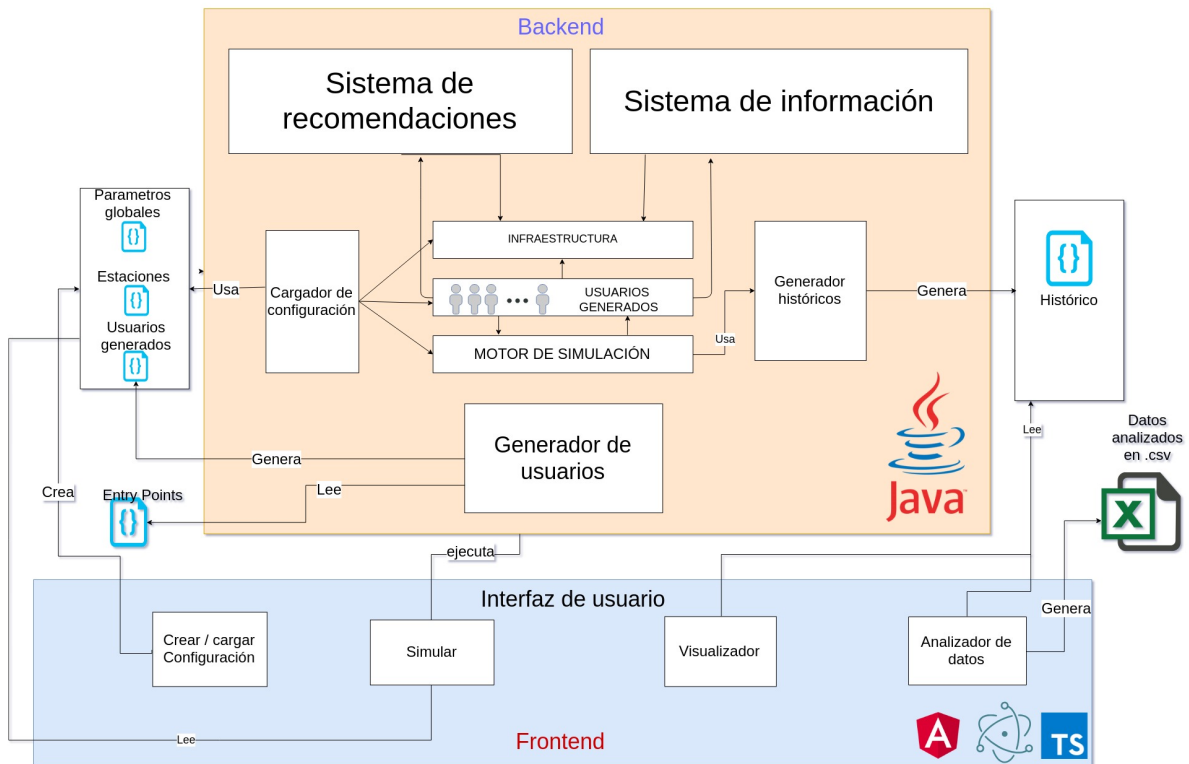 Backend
Sistema de
recomendaciones
Sistema de información
Parametros
globales
{}
Estaciones
{}
Usuarios
generados
{}
Usa
Cargador de
configuración
INFRAESTRUCTURA
USUARIOS
GENERADOS
MOTOR DE SIMULACIÓN
Usa
Generador
históricos
Genera
{}
Histórico
Generador de
usuarios
Genera
Lee
Entry Points
{}
Crea
Java
Lee
Datos
analizados
en .csv
X
ejecuta
Interfaz de usuario
Crear / cargar
Configuración
Simular
Visualizador
Analizador de
datos
Genera
Lee
Frontend
A
TS